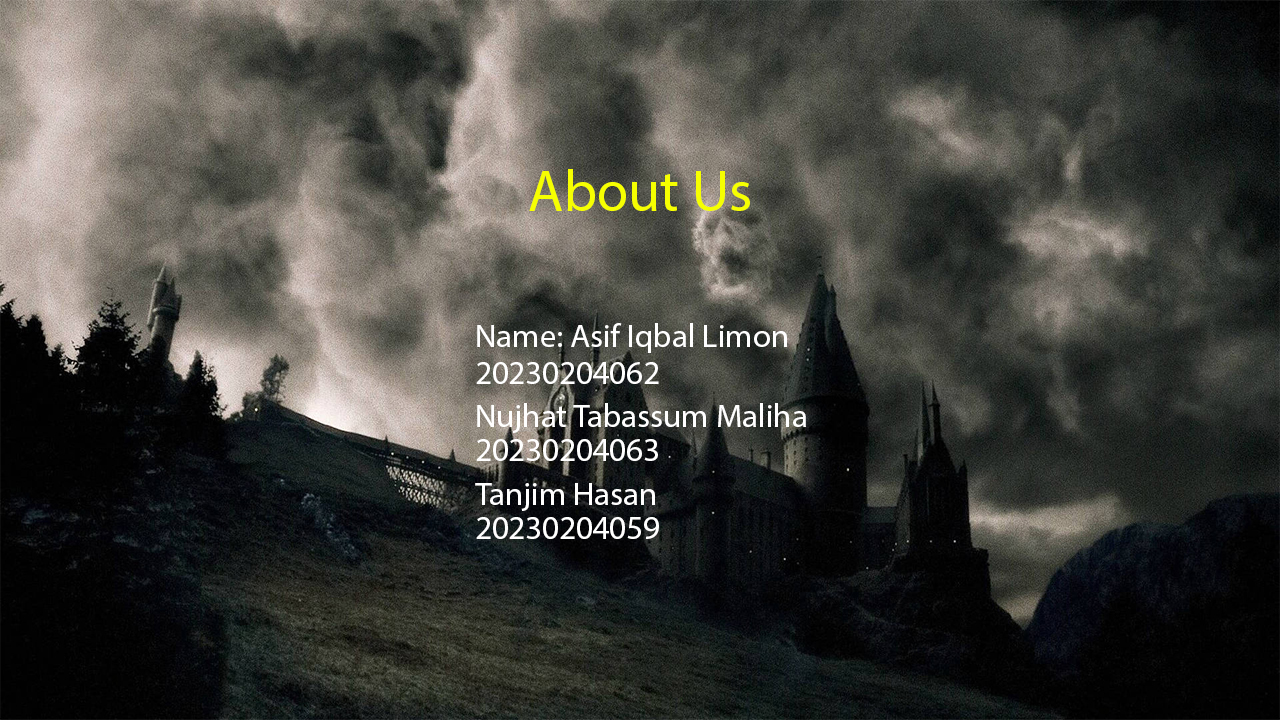 About Us
Name: Asif Iqbal Limon
20230204062
Nujhat Tabassum Maliha
20230204063
Tanjim Hasan
20230204059